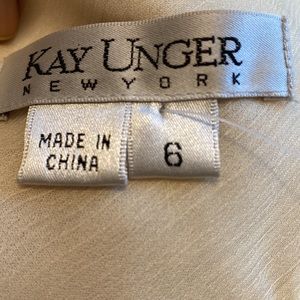 KAY UNGER
NEW YORK
MADE IN
CHINA
6